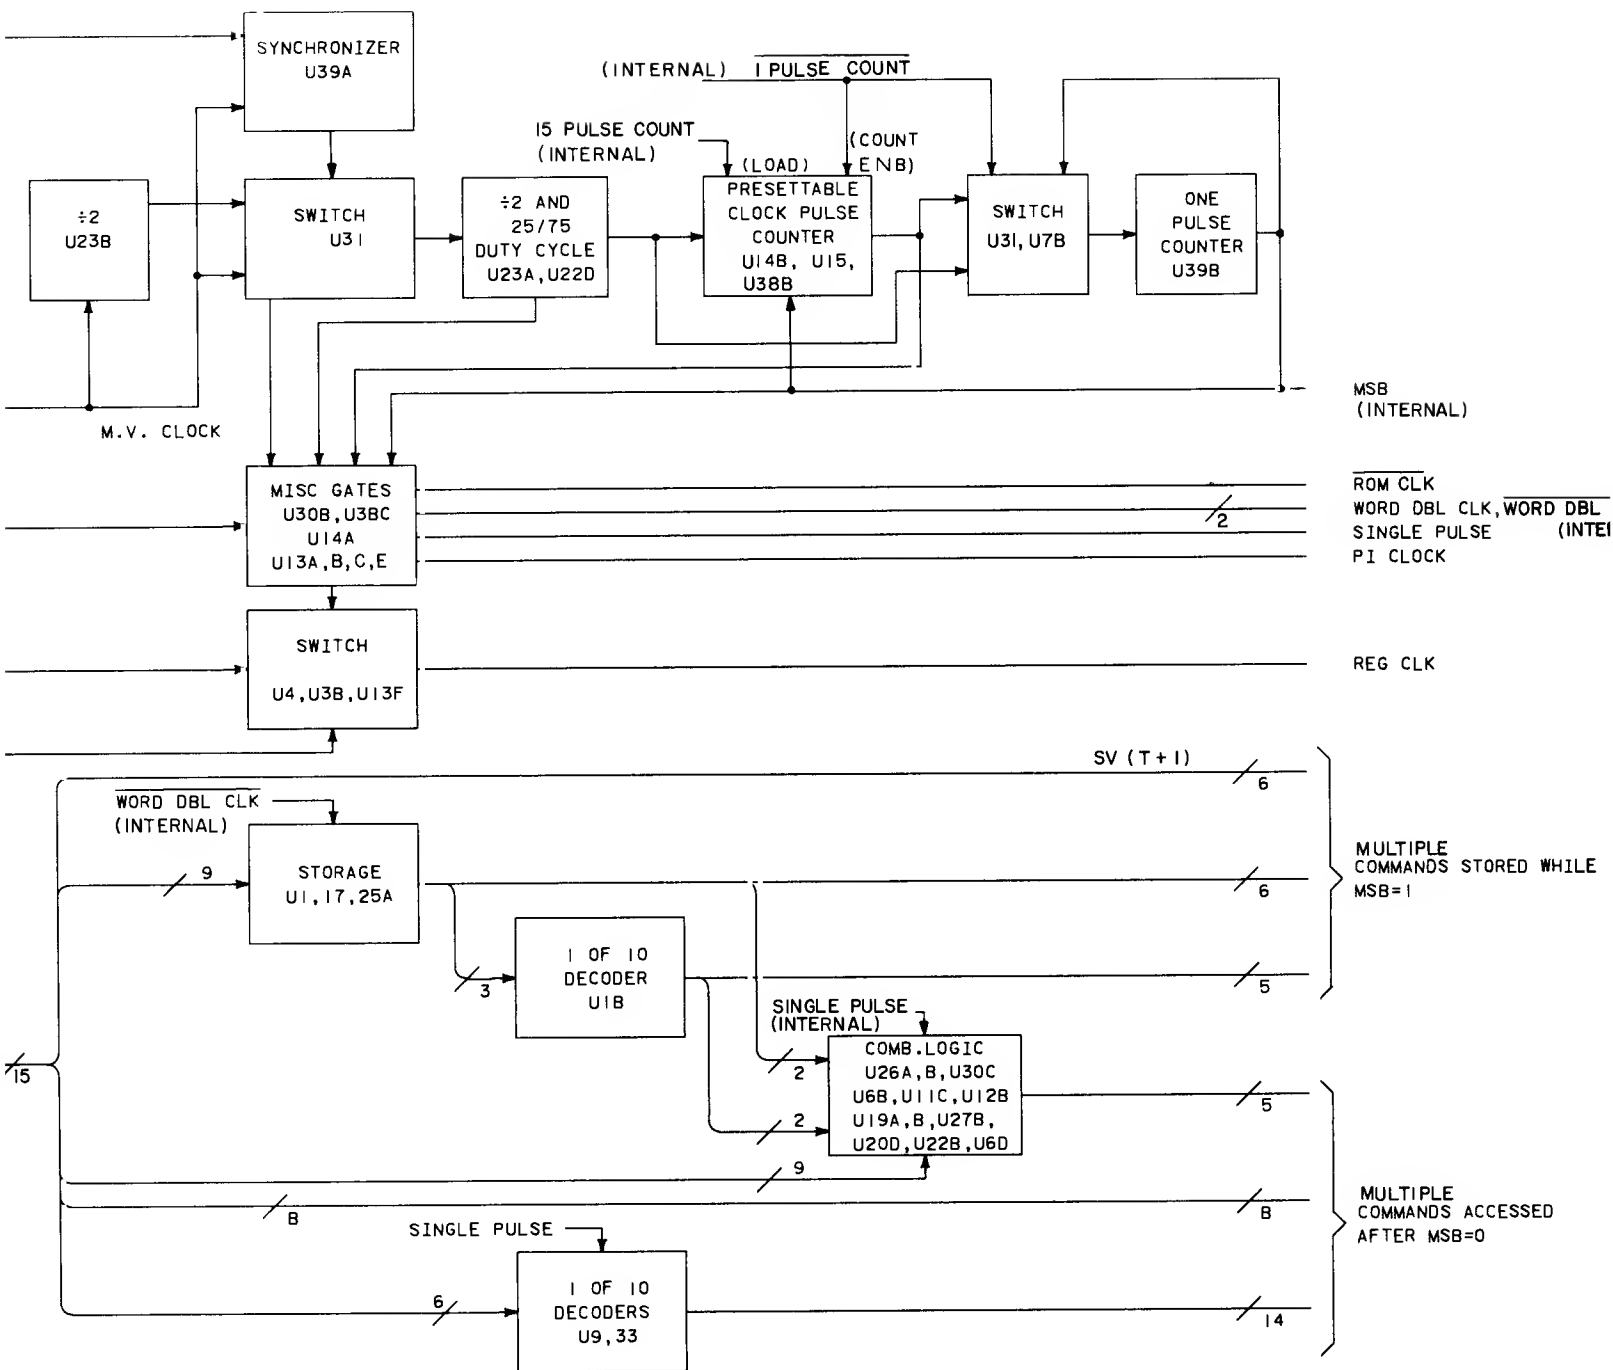 SYNCHRONIZER
U39A
(INTERNAL) 1 PULSE COUNT
15 PULSE COUNT
(INTERNAL)
(LOAD)
(COUNT
ENB)
÷2
U23B
SWITCH
U31
÷2 AND
25/75
DUTY CYCLE
U23A,U22D
PRESETTABLE
CLOCK PULSE
COUNTER
U14B, U15,
U38B
SWITCH
U31, U7B
ONE
PULSE
COUNTER
U39B
M.V. CLOCK
MSB
(INTERNAL)
MISC GATES
U30B,U3BC
U14A
U13A,B,C,E
ROM CLK
WORD DBL CLK, WORD DBL
2
SINGLE PULSE (INTE
PI CLOCK
SWITCH
U4,U3B,U13F
REG CLK
SV (T+1)
6
WORD DBL CLK
(INTERNAL)
9
STORAGE
U1,17,25A
6
MULTIPLE
COMMANDS STORED WHILE
MSB=1
3
1 OF 10
DECODER
U1B
5
SINGLE PULSE
(INTERNAL)
15
2
2
COMB.LOGIC
U26A,B,U30C
U6B,U11C,U12B
U19A,B,U27B,
U20D,U22B,U6D
5
9
B
B
MULTIPLE
COMMANDS ACCESSED
AFTER MSB=0
SINGLE PULSE
6
1 OF 10
DECODERS
U9,33
14